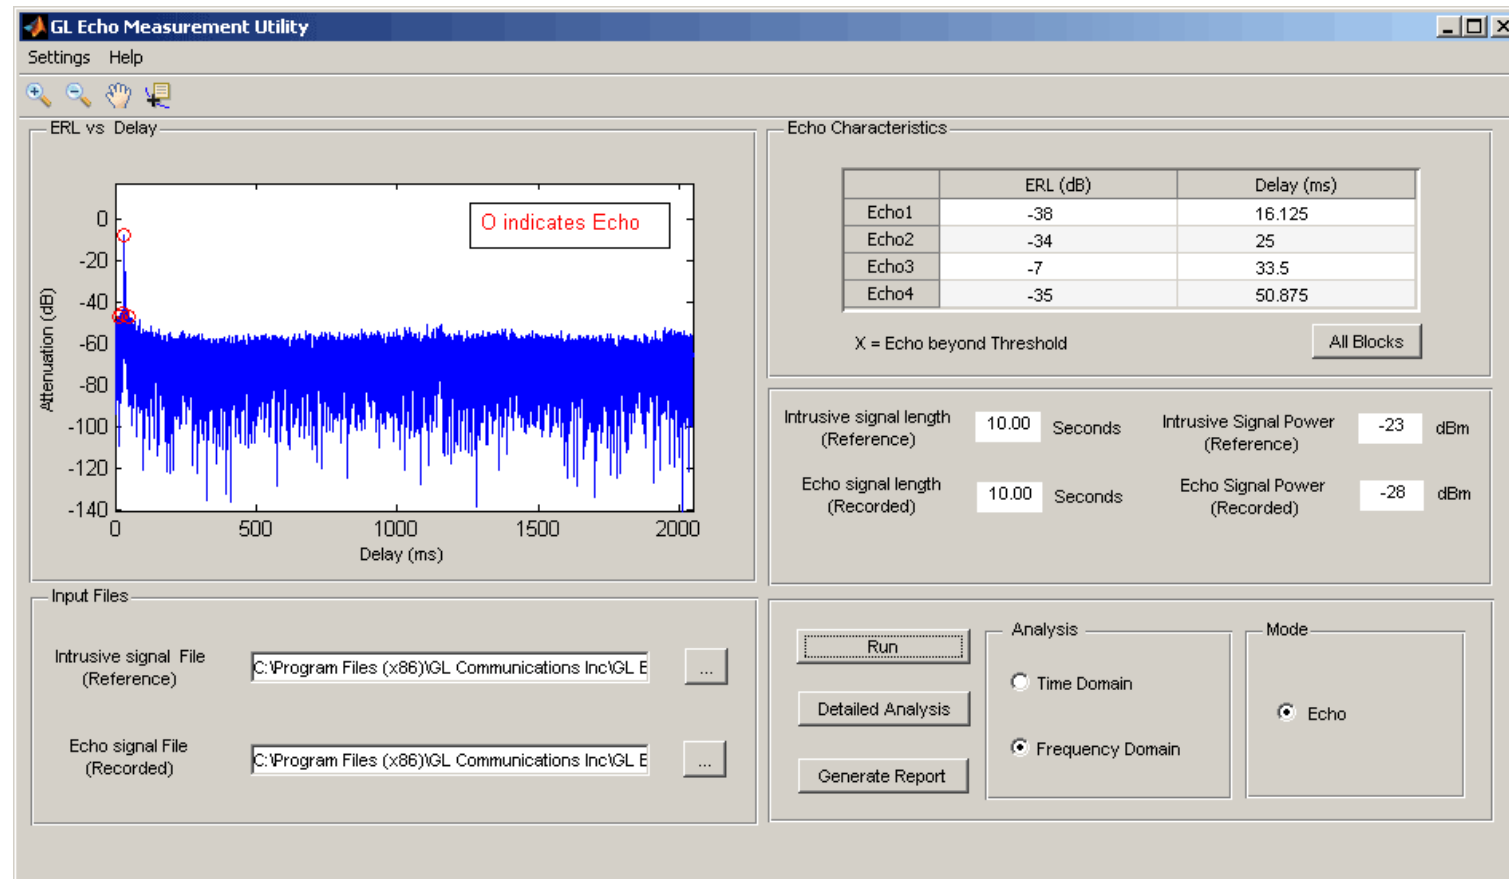 GL Echo Measurement Utility
Settings Help
ERL vs Delay
O indicates Echo
0
-20
-40
-60
-80
-100
-120
-140
Attenuation (dB)
0 500 1000 1500 2000
Delay (ms)
Echo Characteristics
ERL (dB) Delay (ms)
Echo1 -38 16.125
Echo2 -34 25
Echo3 -7 33.5
Echo4 -35 50.875
X = Echo beyond Threshold
All Blocks
Intrusive signal length
(Reference)
10.00 Seconds
Intrusive Signal Power
(Reference)
-23 dBm
Echo signal length
(Recorded)
10.00 Seconds
Echo Signal Power
(Recorded)
-28 dBm
Input Files
Intrusive signal File
(Reference)
C:\Program Files (x86)\GL Communications Inc\GL E
...
Echo signal File
(Recorded)
C:\Program Files (x86)\GL Communications Inc\GL E
...
Run
Detailed Analysis
Generate Report
Analysis
Time Domain
Frequency Domain
Mode
Echo